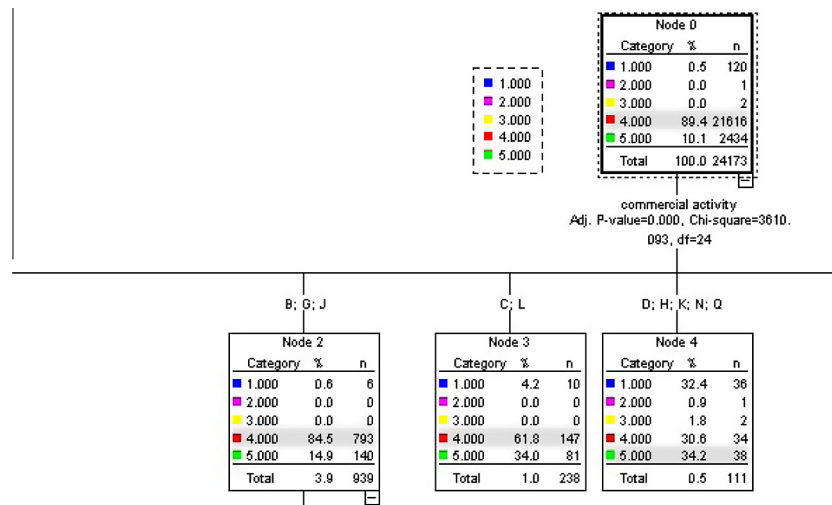 Node 0
Category % n
1.000 0.5 120
2.000 0.0 1
3.000 0.0 2
4.000 89.4 21616
5.000 10.1 2434
Total 100.0 24173
1.000
2.000
3.000
4.000
5.000
commercial activity
Adj. P-value=0.000, Chi-square=3610.
093, df=24
B; G; J
C; L
D; H; K; N; Q
Node 2
Category % n
1.000 0.6 6
2.000 0.0 0
3.000 0.0 0
4.000 84.5 793
5.000 14.9 140
Total 3.9 939
Node 3
Category % n
1.000 4.2 10
2.000 0.0 0
3.000 0.0 0
4.000 61.8 147
5.000 34.0 81
Total 1.0 238
Node 4
Category % n
1.000 32.4 36
2.000 0.9 1
3.000 1.8 2
4.000 30.6 34
5.000 34.2 38
Total 0.5 111